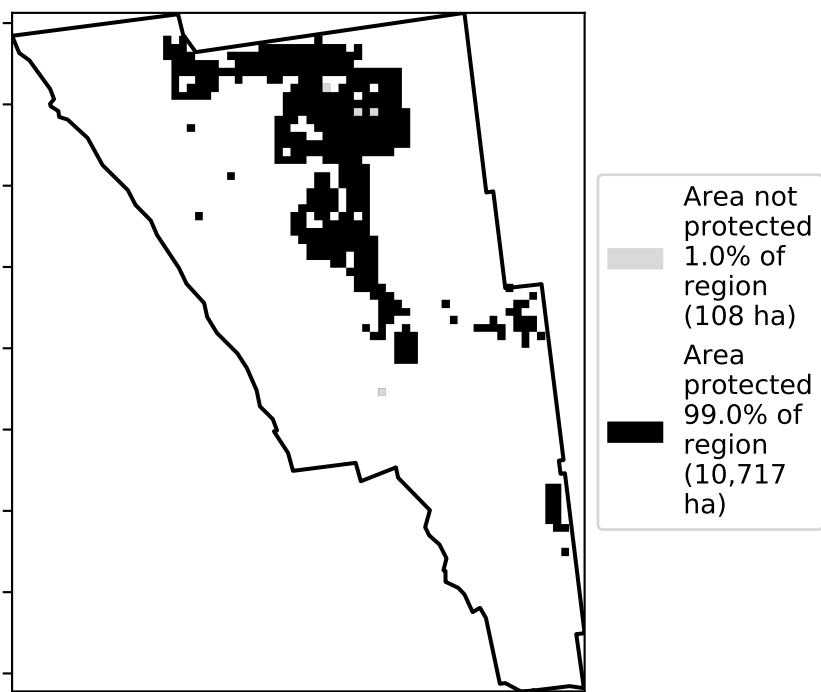 Area not
protected
1.0% of
region
(108 ha)
Area
protected
99.0% of
region
(10,717
ha)